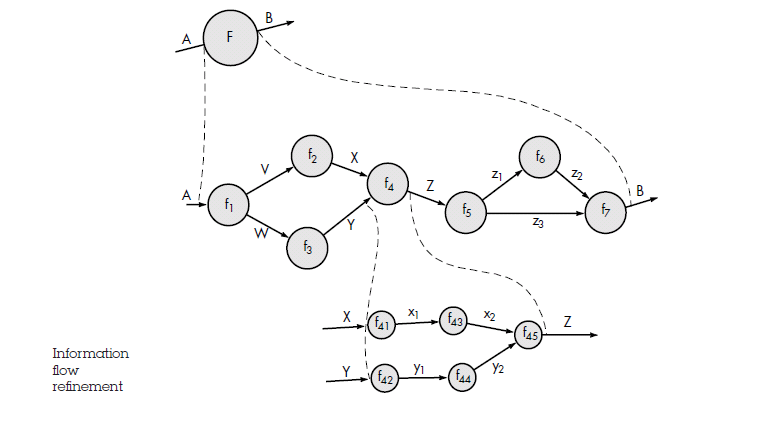 B
A
F
f2
X
f6
V
z1
z2
f4
Z
A
f1
B
f5
f7
W
Y
z3
f3
X
f41
x1
f43
x2
Z
f45
Information
flow
refinement
Y
f42
y1
f44
y2